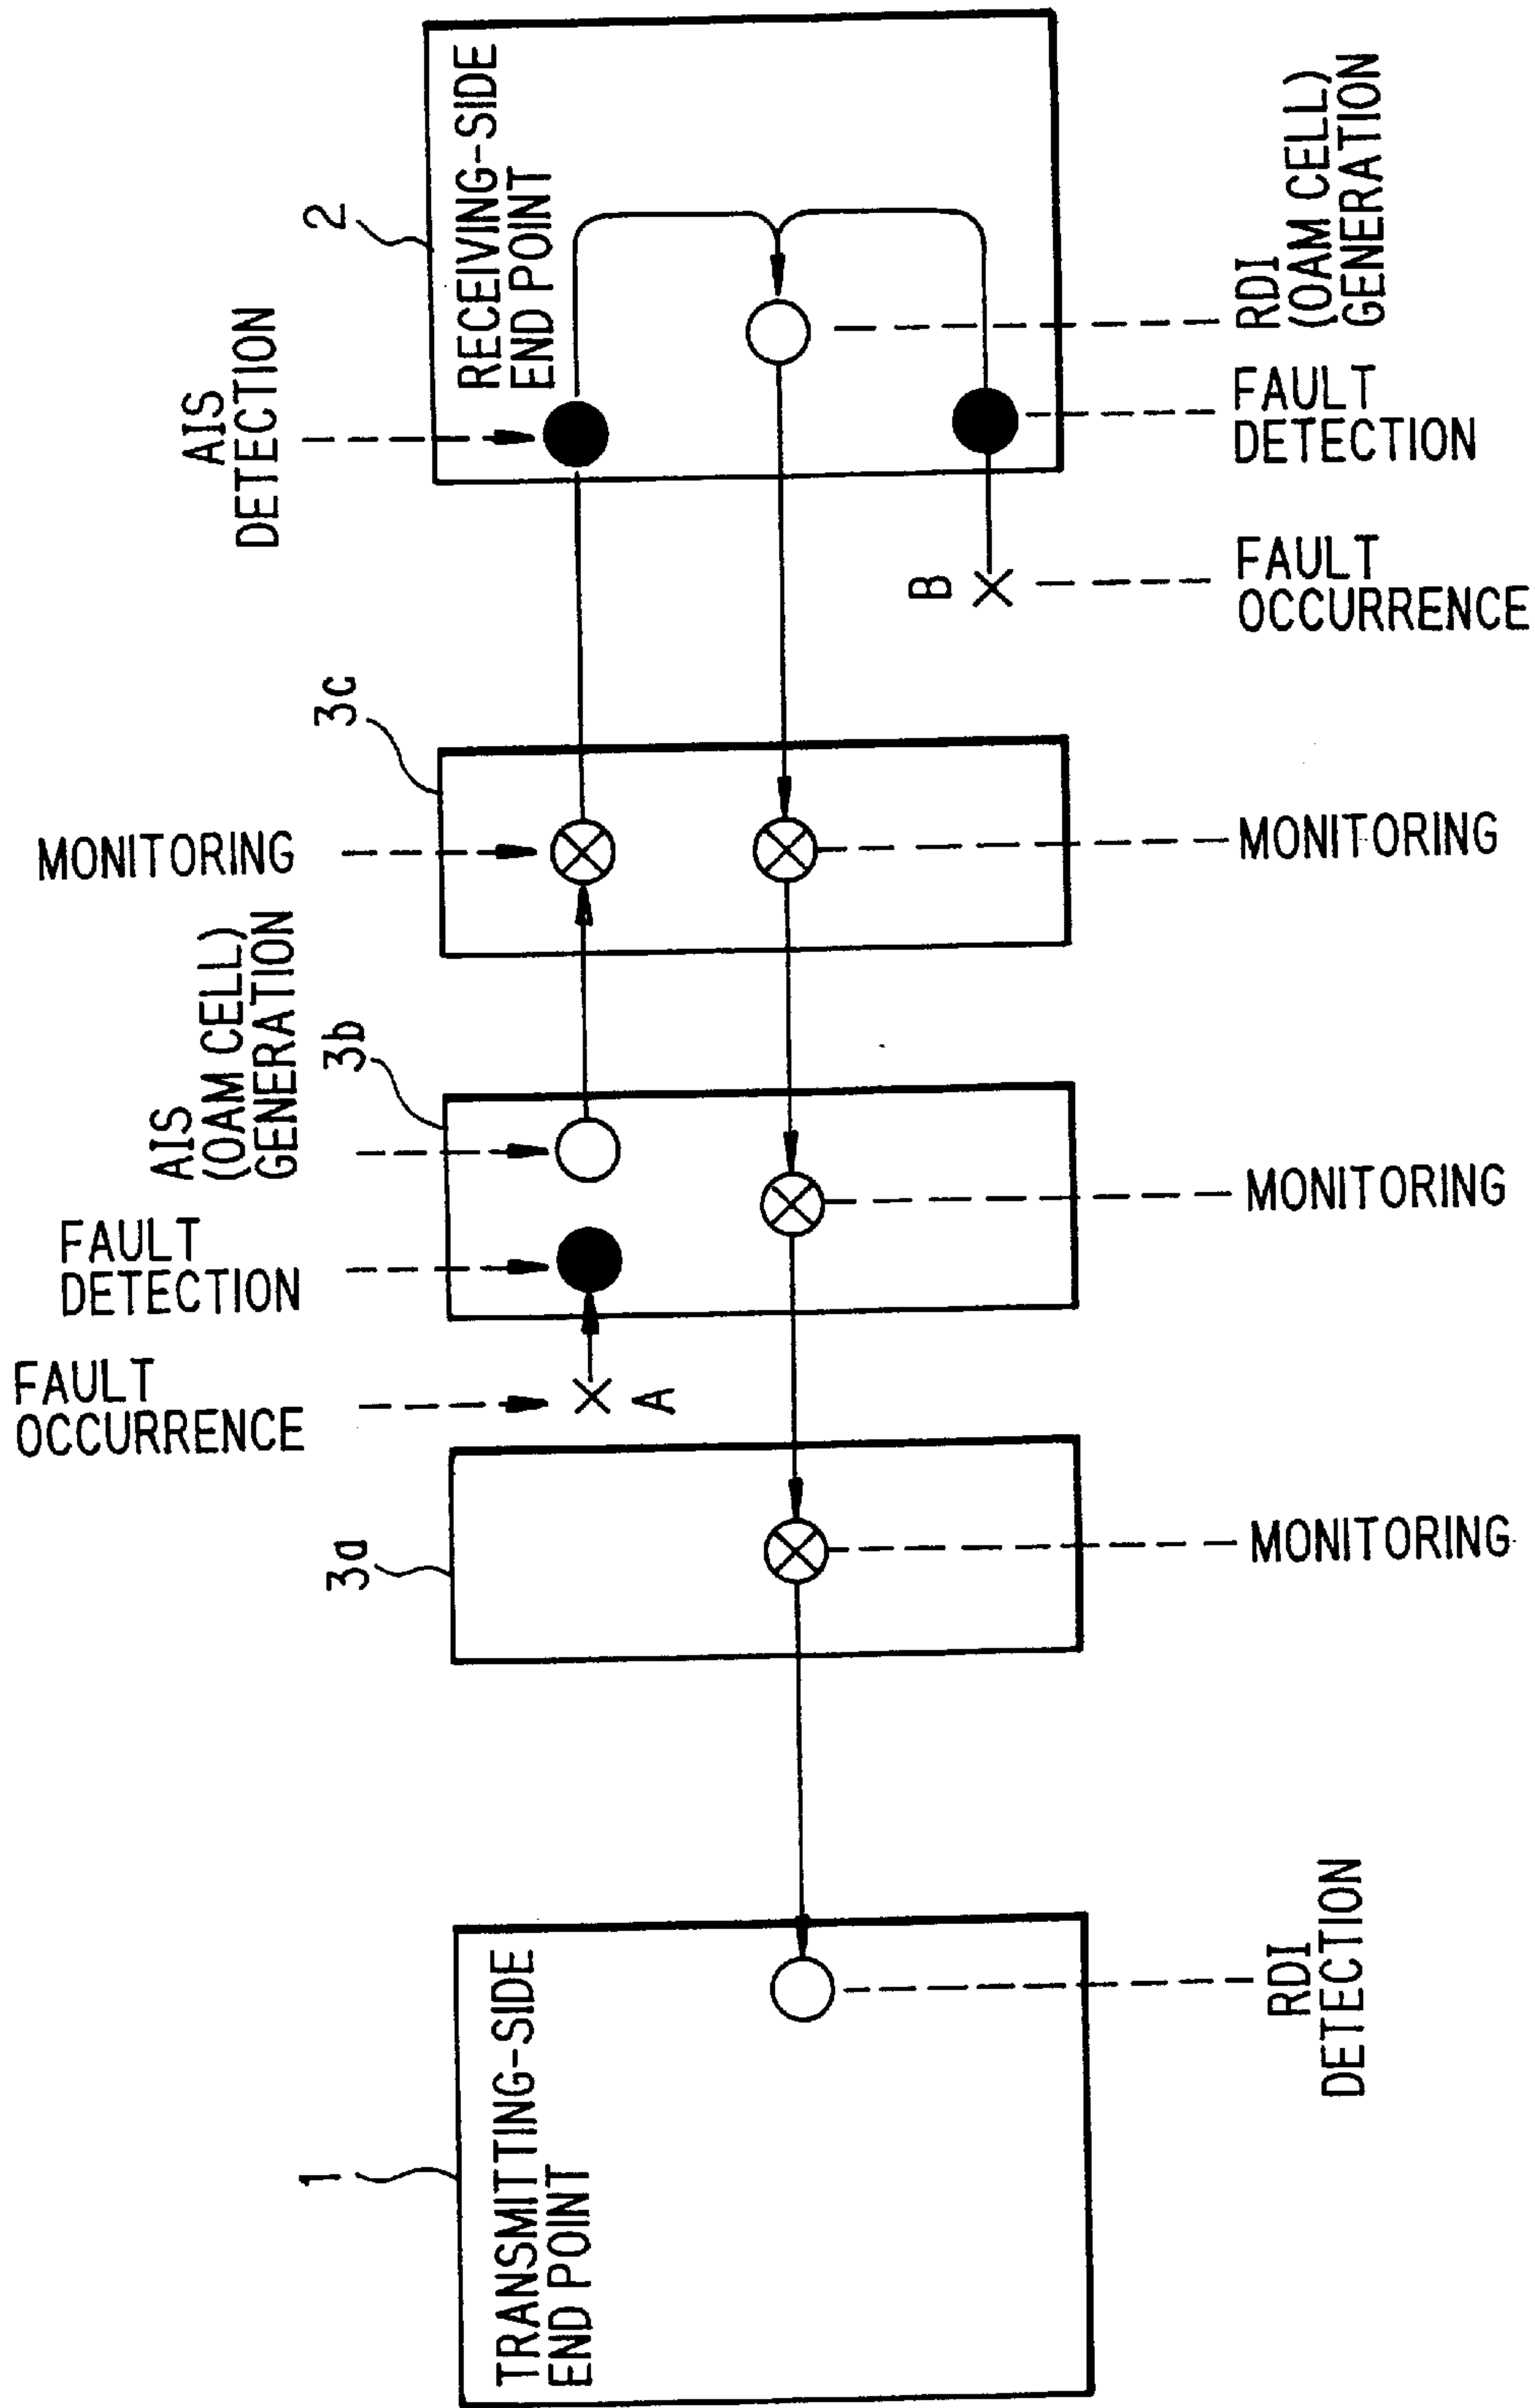 FAULT
OCCURRENCE
FAULT
DETECTION
AIS
(OAM CELL)
GENERATION
MONITORING
AIS
DETECTION
1
3a
3b
3c
2
TRANSMITTING-SIDE
END POINT
RECEIVING-SIDE
END POINT
A
B
RDI
DETECTION
MONITORING
MONITORING
MONITORING
FAULT
OCCURRENCE
FAULT
DETECTION
RDI
(OAM CELL)
GENERATION